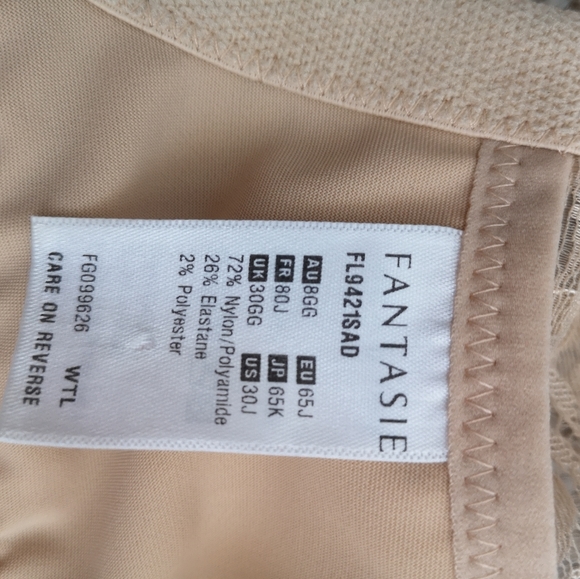 FANTASIE
FL9421SAD
AU 8GG EU 65J
FR 80J JP 65K
UK 30GG US 30J
72% Nylon/Polyamide
26% Elastane
2% Polyester
FG099626 WTL
CARE ON REVERSE